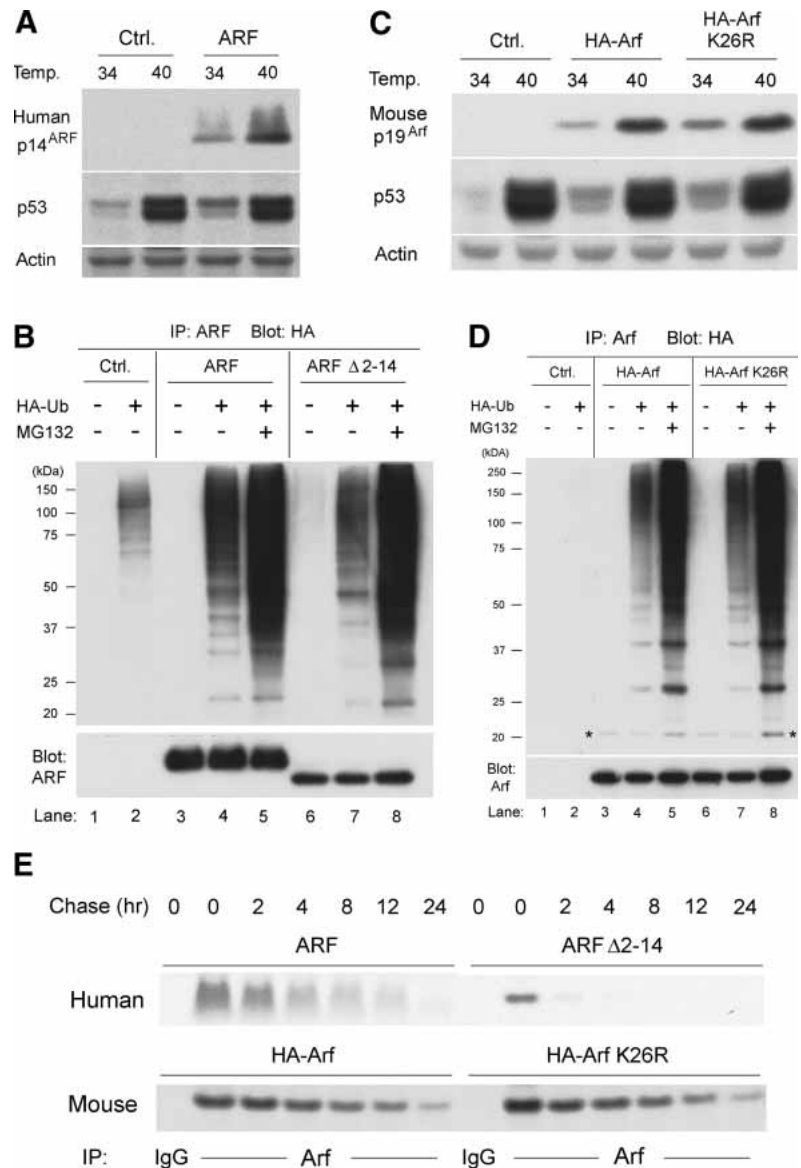 A
Ctrl. ARF
Temp. 34 40 34 40
Human
p14ARF
p53
Actin
C
Ctrl. HA-Arf HA-Arf K26R
Temp. 34 40 34 40 34 40
Mouse
p19Arf
p53
Actin
B
IP: ARF Blot: HA
Ctrl. ARF ARF Δ2-14
HA-Ub - + - + + - + +
MG132 - - - - + - - +
(kDa)
150
100
75
50
37
25
20
Blot:
ARF
Lane: 1 2 3 4 5 6 7 8
D
IP: Arf Blot: HA
Ctrl. HA-Arf HA-Arf K26R
HA-Ub - + - + + - + +
MG132 - - - - + - - +
(kDa)
250
150
100
75
50
37
25
20
* *
Blot:
Arf
Lane: 1 2 3 4 5 6 7 8
E
Chase (hr) 0 0 2 4 8 12 24 0 0 2 4 8 12 24
ARF ARF Δ2-14
Human
HA-Arf HA-Arf K26R
Mouse
IP: IgG Arf IgG Arf